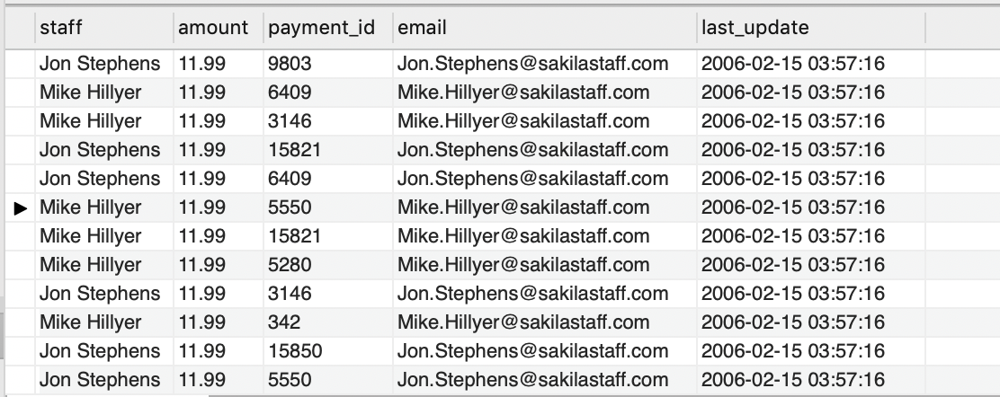 staff amount payment_id email last_update
Jon Stephens 11.99 9803 Jon.Stephens@sakilastaff.com 2006-02-15 03:57:16
Mike Hillyer 11.99 6409 Mike.Hillyer@sakilastaff.com 2006-02-15 03:57:16
Mike Hillyer 11.99 3146 Mike.Hillyer@sakilastaff.com 2006-02-15 03:57:16
Jon Stephens 11.99 15821 Jon.Stephens@sakilastaff.com 2006-02-15 03:57:16
Jon Stephens 11.99 6409 Jon.Stephens@sakilastaff.com 2006-02-15 03:57:16
Mike Hillyer 11.99 5550 Mike.Hillyer@sakilastaff.com 2006-02-15 03:57:16
Mike Hillyer 11.99 15821 Mike.Hillyer@sakilastaff.com 2006-02-15 03:57:16
Mike Hillyer 11.99 5280 Mike.Hillyer@sakilastaff.com 2006-02-15 03:57:16
Jon Stephens 11.99 3146 Jon.Stephens@sakilastaff.com 2006-02-15 03:57:16
Mike Hillyer 11.99 342 Mike.Hillyer@sakilastaff.com 2006-02-15 03:57:16
Jon Stephens 11.99 15850 Jon.Stephens@sakilastaff.com 2006-02-15 03:57:16
Jon Stephens 11.99 5550 Jon.Stephens@sakilastaff.com 2006-02-15 03:57:16